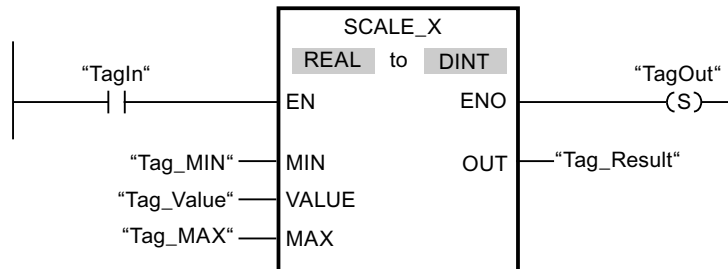 SCALE_X
REAL to DINT
“TagIn“ “TagOut“
EN ENO (S)
“Tag_MIN“ MIN OUT “Tag_Result“
“Tag_Value“ VALUE
“Tag_MAX“ MAX